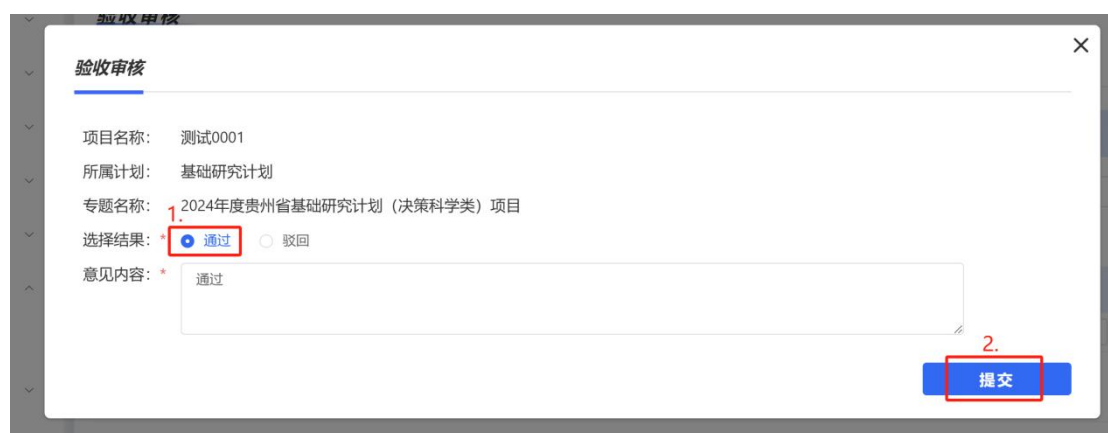 验收审核
验收审核
项目名称： 测试0001
所属计划： 基础研究计划
专题名称： 2024年度贵州省基础研究计划（决策科学类）项目
1.
选择结果：* 通过 驳回
意见内容：* 通过
2.
提交